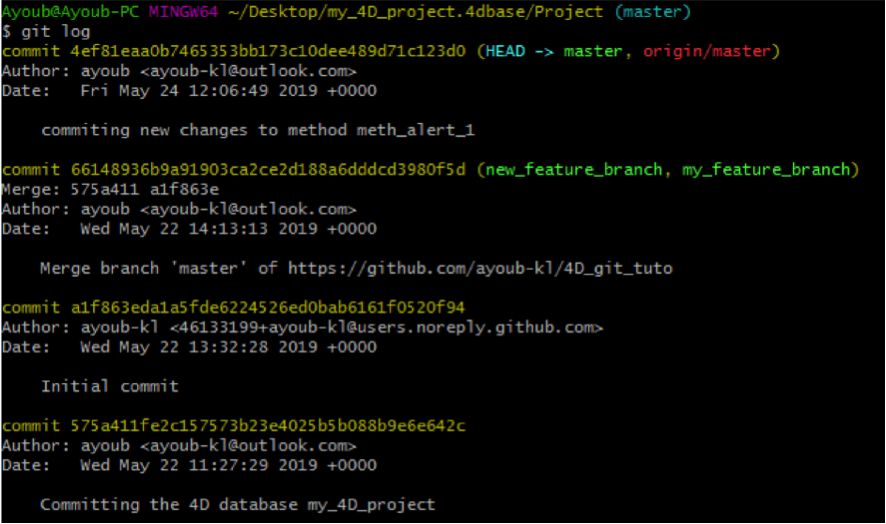 Ayoub@Ayoub-PC MINGW64 ~/Desktop/my_4D_project.4dbase/Project (master)
$ git log
commit 4ef81eaa0b7465353bb173c10dee489d71c123d0 (HEAD -> master, origin/master)
Author: ayoub <ayoub-kl@outlook.com>
Date:   Fri May 24 12:06:49 2019 +0000
commiting new changes to method meth_alert_1
commit 66148936b9a91903ca2ce2d188a6dddcd3980f5d (new_feature_branch, my_feature_branch)
Merge: 575a411 a1f863e
Author: ayoub <ayoub-kl@outlook.com>
Date:   Wed May 22 14:13:13 2019 +0000
Merge branch 'master' of https://github.com/ayoub-kl/4D_git_tuto
commit a1f863eda1a5fde6224526ed0bab6161f0520f94
Author: ayoub-kl <46133199+ayoub-kl@users.noreply.github.com>
Date:   Wed May 22 13:32:28 2019 +0000
Initial commit
commit 575a411fe2c157573b23e4025b5b088b9e6e642c
Author: ayoub <ayoub-kl@outlook.com>
Date:   Wed May 22 11:27:29 2019 +0000
Committing the 4D database my_4D_project